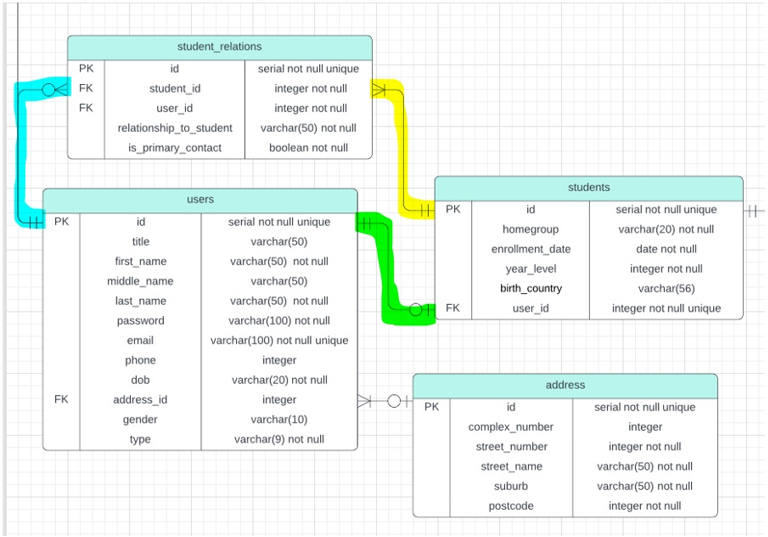 student_relations
PK id serial not null unique
FK student_id integer not null
FK user_id integer not null
relationship_to_student varchar(50) not null
is_primary_contact boolean not null
students
PK id serial not null unique
homegroup varchar(20) not null
enrollment_date date not null
year_level integer not null
birth_country varchar(56)
FK user_id integer not null unique
users
PK id serial not null unique
title varchar(50)
first_name varchar(50) not null
middle_name varchar(50)
last_name varchar(50) not null
password varchar(100) not null
email varchar(100) not null unique
phone integer
dob varchar(20) not null
FK address_id integer
gender varchar(10)
type varchar(9) not null
address
PK id serial not null unique
complex_number integer
street_number integer not null
street_name varchar(50) not null
suburb varchar(50) not null
postcode integer not null